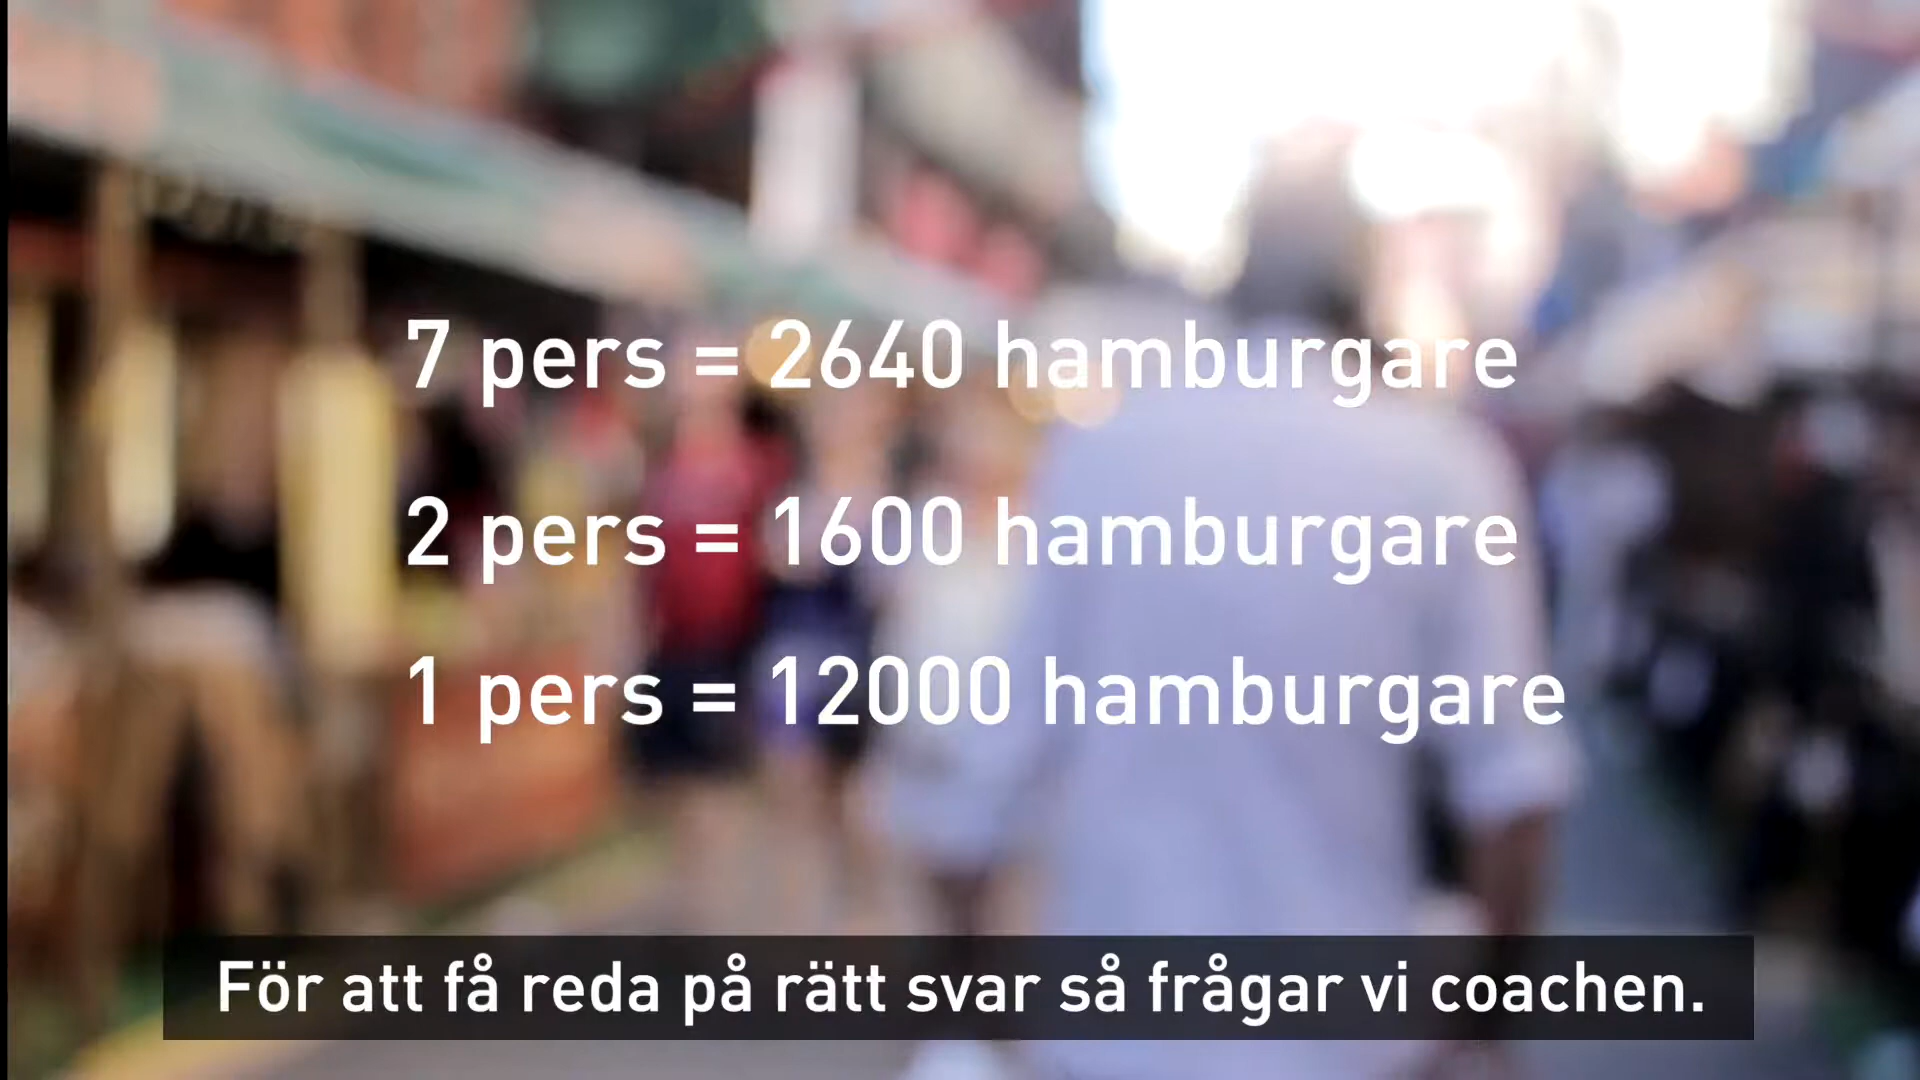 7 pers = 2640 hamburgare
2 pers = 1600 hamburgare
1 pers = 12000 hamburgare
För att få reda på rätt svar så frågar vi coachen.